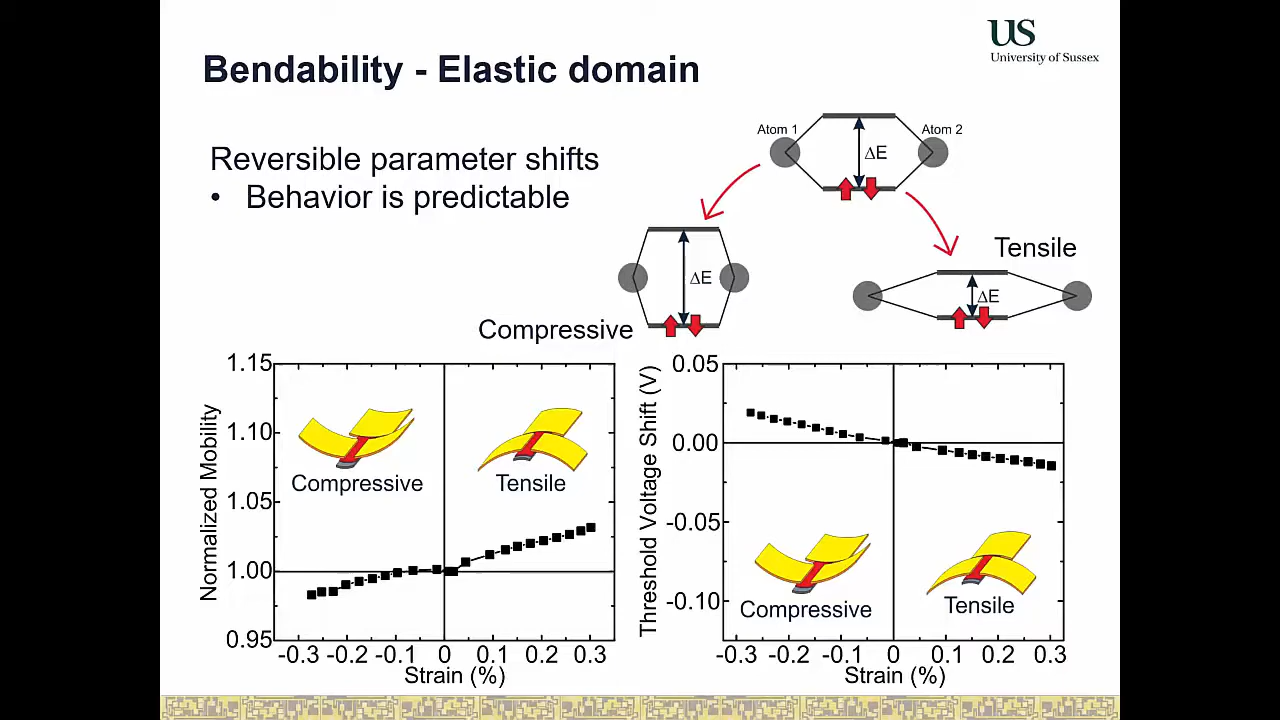 US
University of Sussex
Bendability - Elastic domain
Reversible parameter shifts
• Behavior is predictable
Atom 1
Atom 2
ΔE
ΔE
Compressive
Tensile
ΔE
1.15
1.10
1.05
1.00
0.95
Normalized Mobility
Compressive
Tensile
-0.3 -0.2 -0.1 0 0.1 0.2 0.3
Strain (%)
0.05
0.00
-0.05
-0.10
Threshold Voltage Shift (V)
Compressive
Tensile
-0.3 -0.2 -0.1 0 0.1 0.2 0.3
Strain (%)